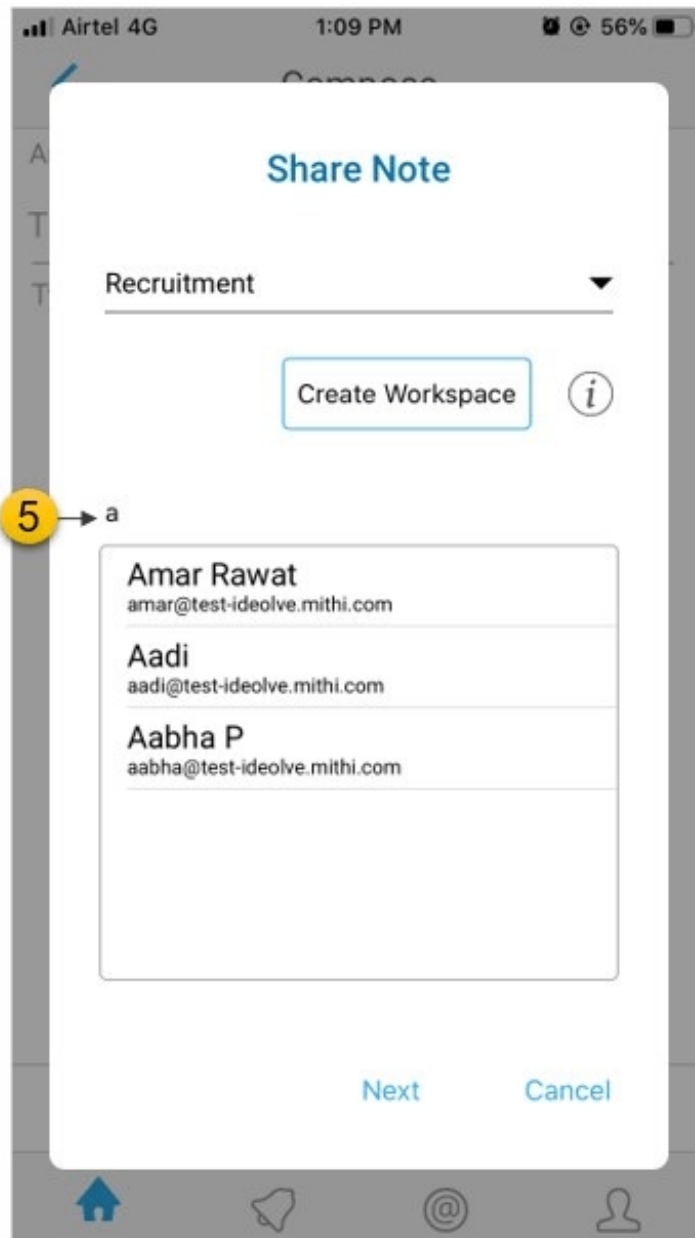 Airtel 4G 1:09 PM 56%
Compose
A
Share Note
T
Recruitment
T
Create Workspace i
5 a
Amar Rawat
amar@test-ideolve.mithi.com
Aadi
aadi@test-ideolve.mithi.com
Aabha P
aabha@test-ideolve.mithi.com
Next Cancel
@